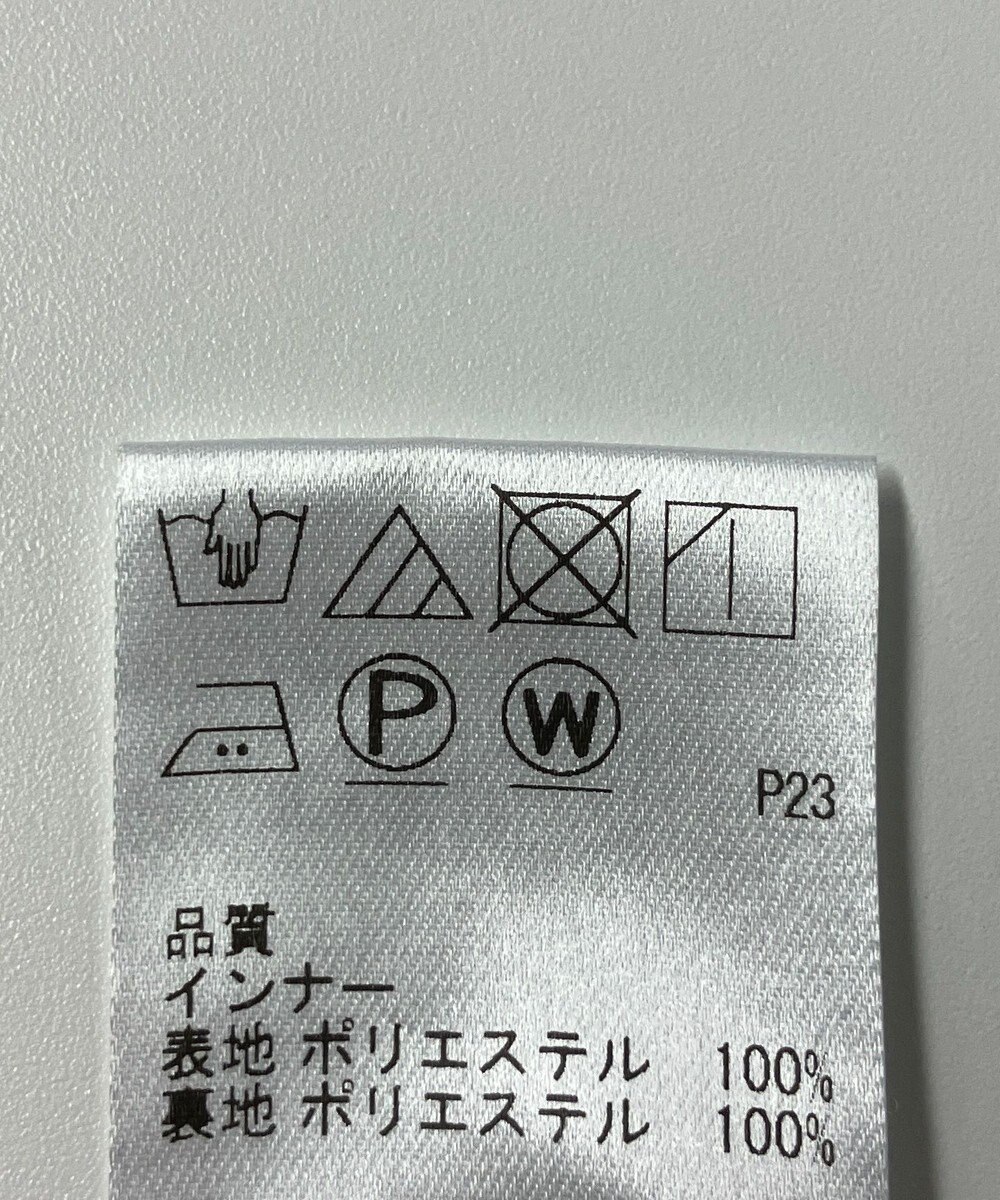 P W
P23
品質
インナー
表地 ポリエステル 100%
裏地 ポリエステル 100%